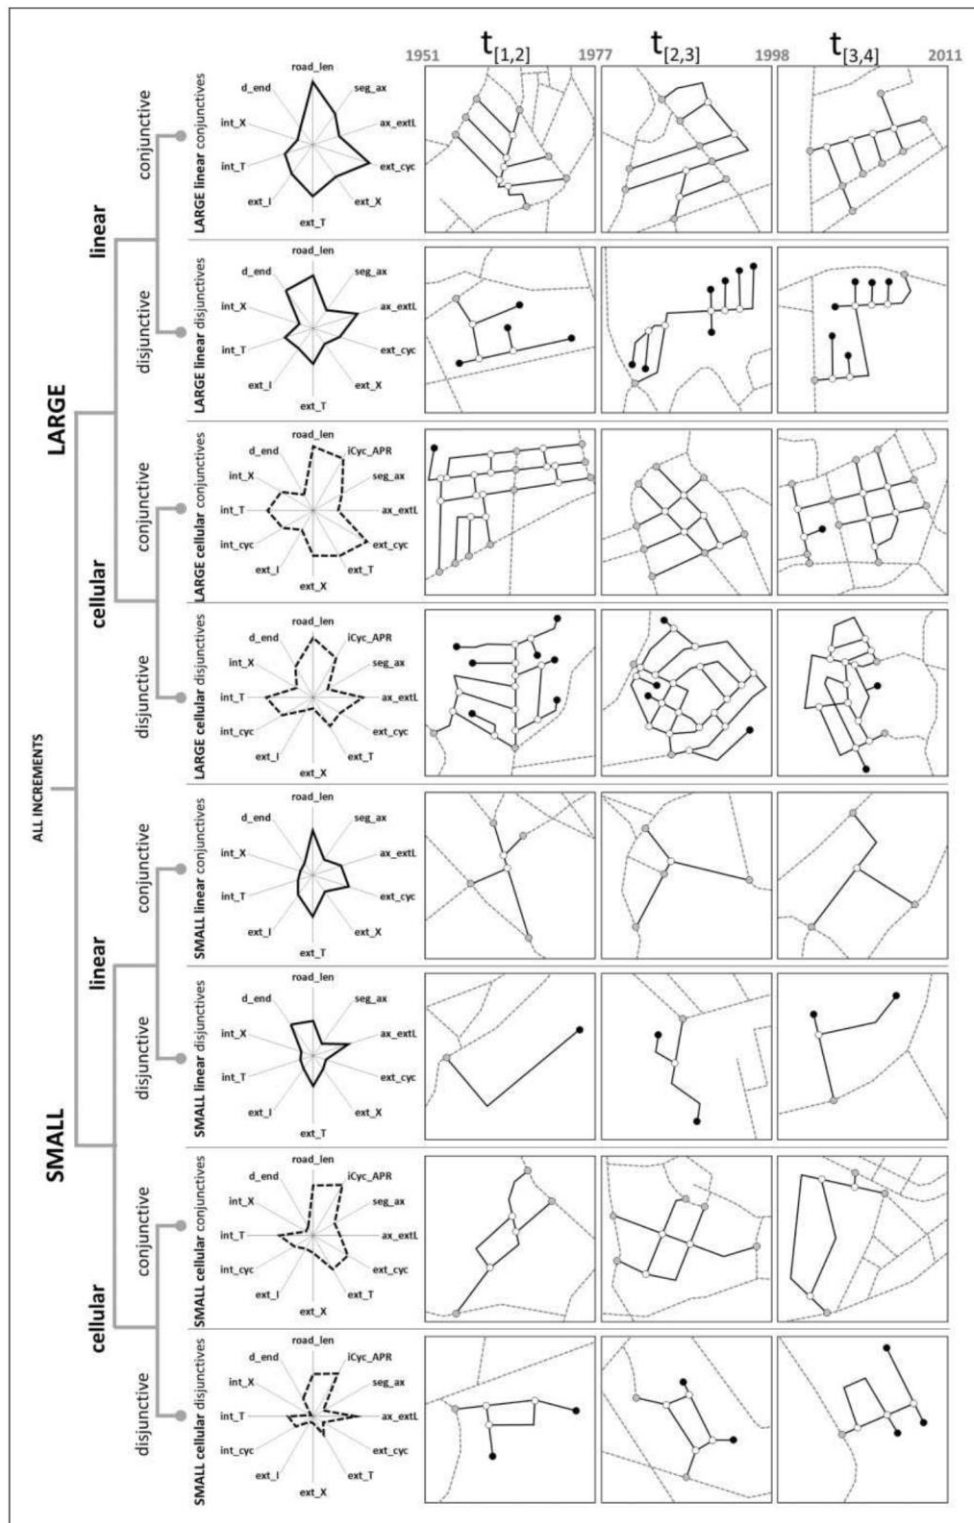 t[1,2] t[2,3] t[3,4]
1951 1977 1998 2011
ALL INCREMENTS
LARGE
linear
conjunctive
LARGE linear conjunctives
road_len
d_end seg_ax
int_X ax_extL
int_T ext_cyc
ext_I ext_X
ext_T
disjunctive
LARGE linear disjunctives
road_len
d_end seg_ax
int_X ax_extL
int_T ext_cyc
ext_I ext_X
ext_T
cellular
conjunctive
LARGE cellular conjunctives
road_len
d_end iCyc_APR
int_X seg_ax
int_T ax_extL
int_cyc ext_cyc
ext_I ext_T
ext_X
disjunctive
LARGE cellular disjunctives
road_len
d_end iCyc_APR
int_X seg_ax
int_T ax_extL
int_cyc ext_cyc
ext_I ext_T
ext_X
SMALL
linear
conjunctive
SMALL linear conjunctives
road_len
d_end seg_ax
int_X ax_extL
int_T ext_cyc
ext_I ext_X
ext_T
disjunctive
SMALL linear disjunctives
road_len
d_end seg_ax
int_X ax_extL
int_T ext_cyc
ext_I ext_X
ext_T
cellular
conjunctive
SMALL cellular conjunctives
road_len
d_end iCyc_APR
int_X seg_ax
int_T ax_extL
int_cyc ext_cyc
ext_I ext_T
ext_X
disjunctive
SMALL cellular disjunctives
road_len
d_end iCyc_APR
int_X seg_ax
int_T ax_extL
int_cyc ext_cyc
ext_I ext_T
ext_X